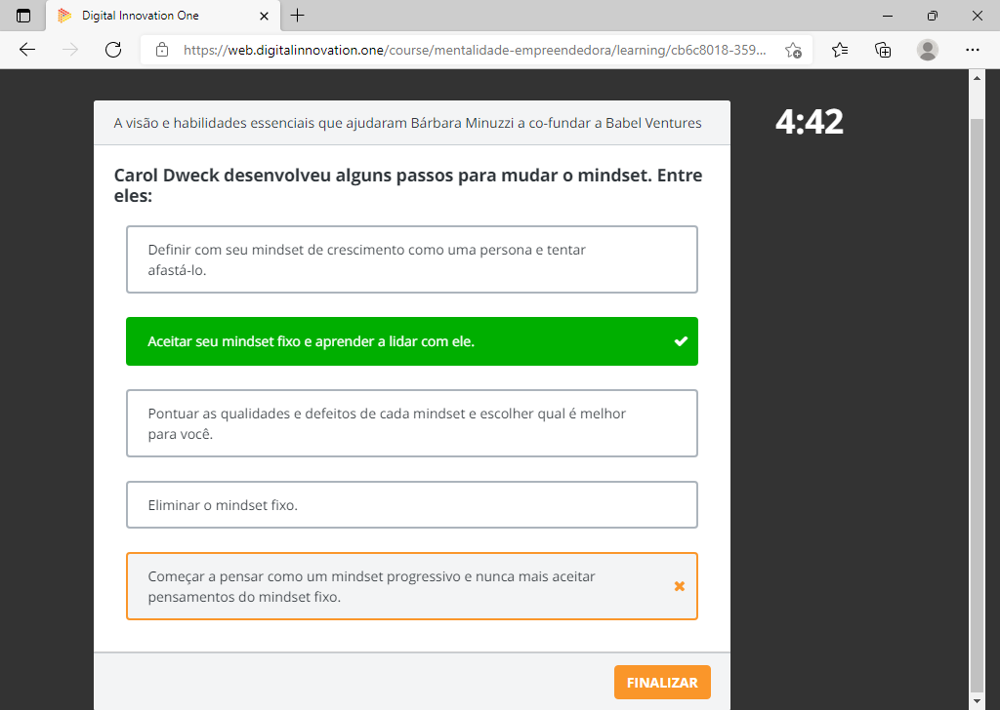 Digital Innovation One
https://web.digitalinnovation.one/course/mentalidade-empreendedora/learning/cb6c8018-359...
A visão e habilidades essenciais que ajudaram Bárbara Minuzzi a co-fundar a Babel Ventures
4:42
Carol Dweck desenvolveu alguns passos para mudar o mindset. Entre
eles:
Definir com seu mindset de crescimento como uma persona e tentar
afastá-lo.
Aceitar seu mindset fixo e aprender a lidar com ele.
Pontuar as qualidades e defeitos de cada mindset e escolher qual é melhor
para você.
Eliminar o mindset fixo.
Começar a pensar como um mindset progressivo e nunca mais aceitar
pensamentos do mindset fixo.
FINALIZAR